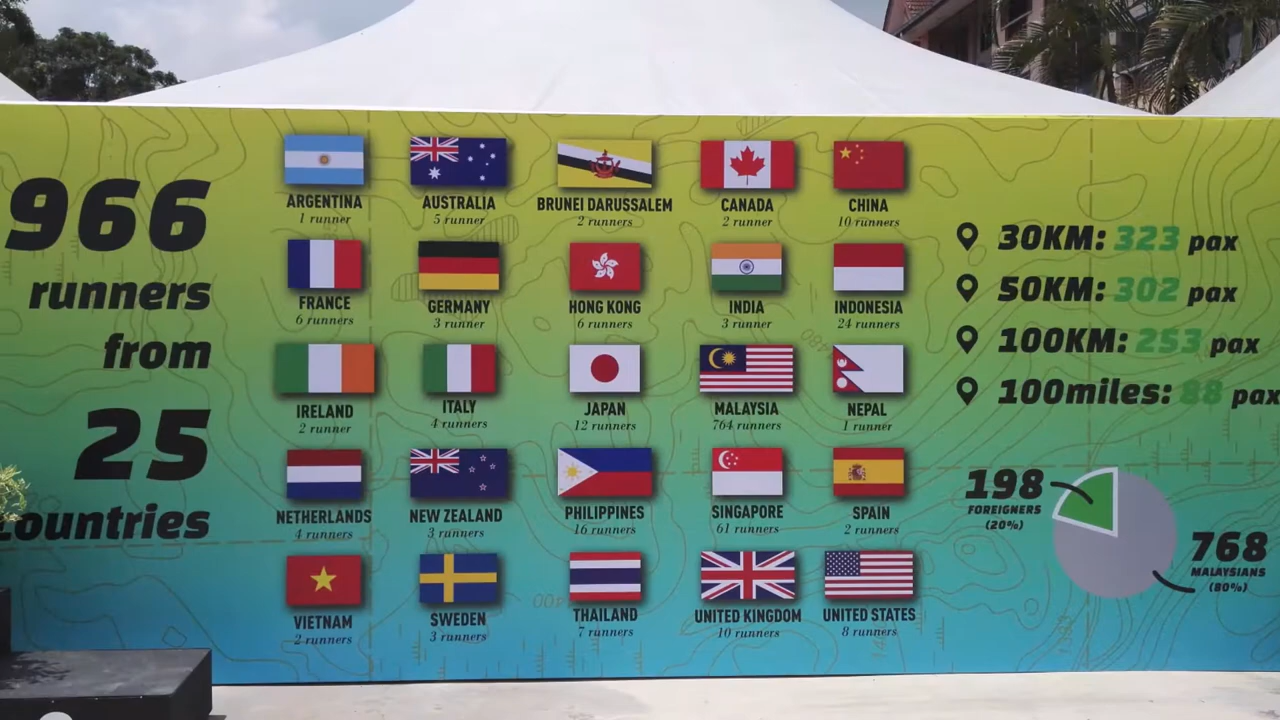 966
runners
from
25
countries
ARGENTINA
1 runner
AUSTRALIA
5 runner
BRUNEI DARUSSALEM
2 runners
CANADA
2 runner
CHINA
10 runners
FRANCE
6 runners
GERMANY
3 runner
HONG KONG
6 runners
INDIA
3 runner
INDONESIA
24 runners
IRELAND
2 runner
ITALY
4 runners
JAPAN
12 runners
MALAYSIA
764 runners
NEPAL
1 runner
NETHERLANDS
4 runners
NEW ZEALAND
3 runners
PHILIPPINES
16 runners
SINGAPORE
61 runners
SPAIN
2 runners
VIETNAM
2 runners
SWEDEN
3 runners
THAILAND
7 runners
UNITED KINGDOM
10 runners
UNITED STATES
8 runners
30KM: 323 pax
50KM: 302 pax
100KM: 253 pax
100miles: 88 pax
198
FOREIGNERS
(20%)
768
MALAYSIANS
(80%)